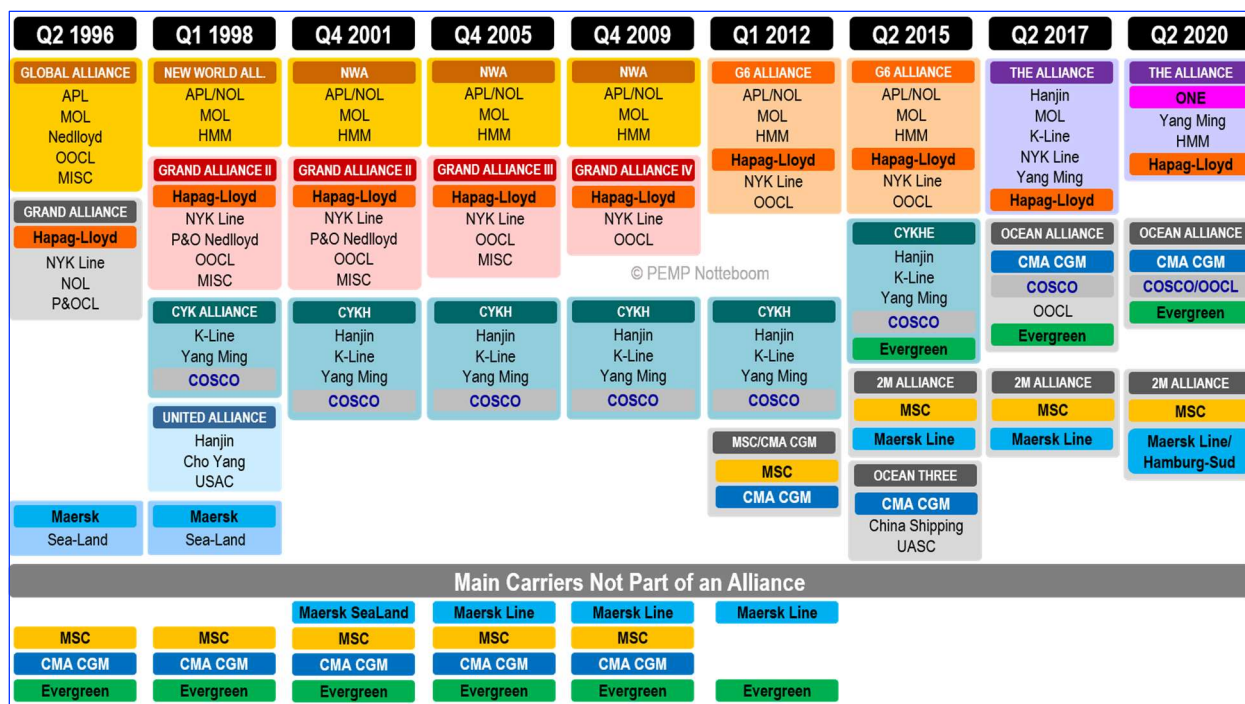 Q2 1996
Q1 1998
Q4 2001
Q4 2005
Q4 2009
Q1 2012
Q2 2015
Q2 2017
Q2 2020
GLOBAL ALLIANCE
APL
MOL
Nedlloyd
OOCL
MISC
GRAND ALLIANCE
Hapag-Lloyd
NYK Line
NOL
P&OCL
Maersk
Sea-Land
NEW WORLD ALL.
APL/NOL
MOL
HMM
GRAND ALLIANCE II
Hapag-Lloyd
NYK Line
P&O Nedlloyd
OOCL
MISC
CYK ALLIANCE
K-Line
Yang Ming
COSCO
UNITED ALLIANCE
Hanjin
Cho Yang
USAC
Maersk
Sea-Land
NWA
APL/NOL
MOL
HMM
GRAND ALLIANCE II
Hapag-Lloyd
NYK Line
P&O Nedlloyd
OOCL
MISC
CYKH
Hanjin
K-Line
Yang Ming
COSCO
NWA
APL/NOL
MOL
HMM
GRAND ALLIANCE III
Hapag-Lloyd
NYK Line
OOCL
MISC
CYKH
Hanjin
K-Line
Yang Ming
COSCO
NWA
APL/NOL
MOL
HMM
GRAND ALLIANCE IV
Hapag-Lloyd
NYK Line
OOCL
© PEMP Notteboom
CYKH
Hanjin
K-Line
Yang Ming
COSCO
G6 ALLIANCE
APL/NOL
MOL
HMM
Hapag-Lloyd
NYK Line
OOCL
CYKH
Hanjin
K-Line
Yang Ming
COSCO
MSC/CMA CGM
MSC
CMA CGM
G6 ALLIANCE
APL/NOL
MOL
HMM
Hapag-Lloyd
NYK Line
OOCL
CYKHE
Hanjin
K-Line
Yang Ming
COSCO
Evergreen
2M ALLIANCE
MSC
Maersk Line
OCEAN THREE
CMA CGM
China Shipping
UASC
THE ALLIANCE
Hanjin
MOL
K-Line
NYK Line
Yang Ming
Hapag-Lloyd
OCEAN ALLIANCE
CMA CGM
COSCO
OOCL
Evergreen
2M ALLIANCE
MSC
Maersk Line
THE ALLIANCE
ONE
Yang Ming
HMM
Hapag-Lloyd
OCEAN ALLIANCE
CMA CGM
COSCO/OOCL
Evergreen
2M ALLIANCE
MSC
Maersk Line/
Hamburg-Sud
Main Carriers Not Part of an Alliance
MSC
CMA CGM
Evergreen
MSC
CMA CGM
Evergreen
Maersk SeaLand
MSC
CMA CGM
Evergreen
Maersk Line
MSC
CMA CGM
Evergreen
Maersk Line
MSC
CMA CGM
Evergreen
Maersk Line
Evergreen